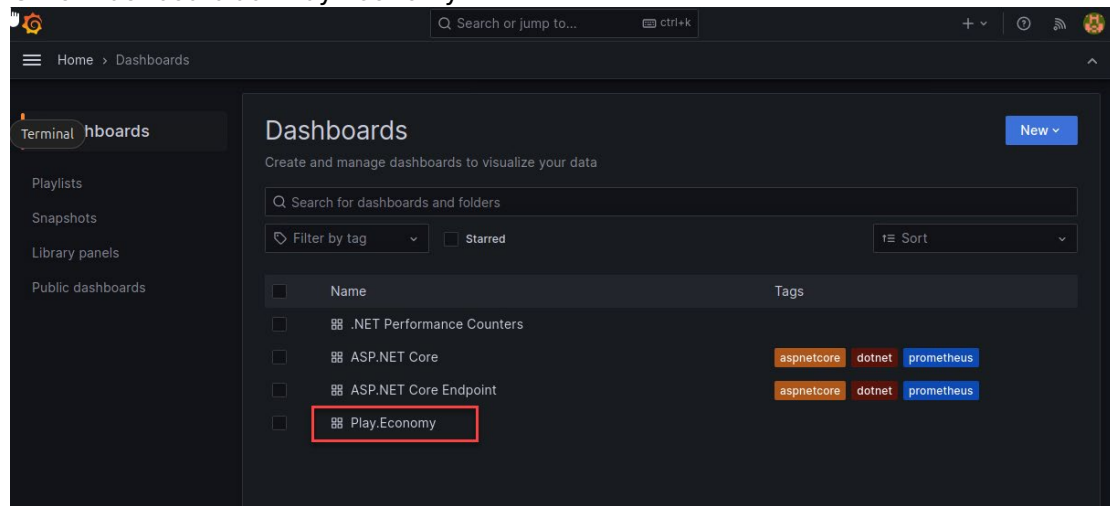 Search or jump to... ctrl+k
Home › Dashboards
Terminal hboards
Playlists
Snapshots
Library panels
Public dashboards
Dashboards
New
Create and manage dashboards to visualize your data
Search for dashboards and folders
Filter by tag Starred Sort
Name Tags
.NET Performance Counters
ASP.NET Core aspnetcore dotnet prometheus
ASP.NET Core Endpoint aspnetcore dotnet prometheus
Play.Economy